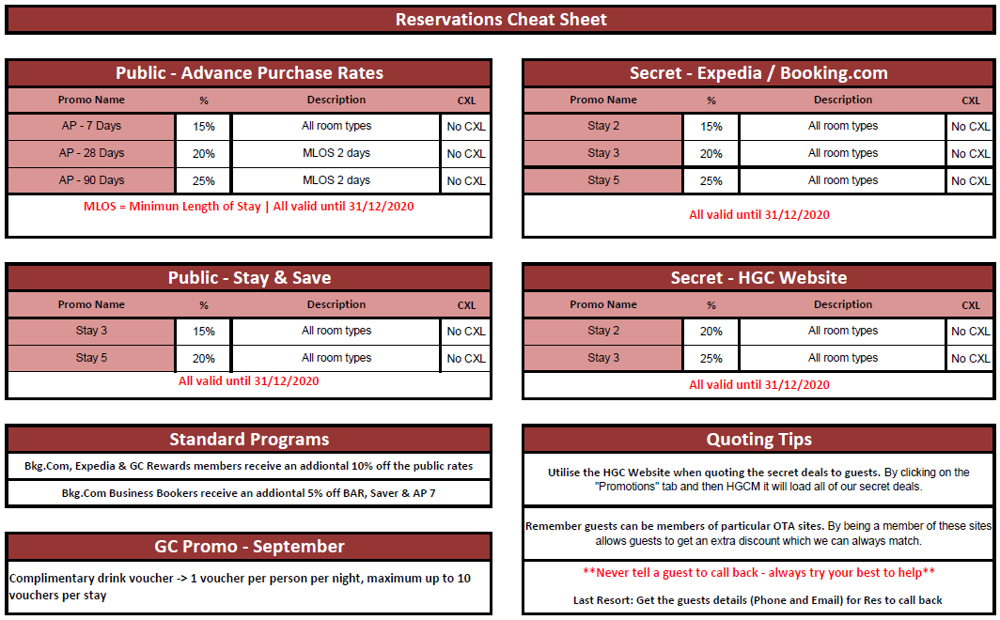 Reservations Cheat Sheet
Public - Advance Purchase Rates
Promo Name % Description CXL
AP - 7 Days 15% All room types No CXL
AP - 28 Days 20% MLOS 2 days No CXL
AP - 90 Days 25% MLOS 2 days No CXL
MLOS = Minimun Length of Stay | All valid until 31/12/2020
Secret - Expedia / Booking.com
Promo Name % Description CXL
Stay 2 15% All room types No CXL
Stay 3 20% All room types No CXL
Stay 5 25% All room types No CXL
All valid until 31/12/2020
Public - Stay & Save
Promo Name % Description CXL
Stay 3 15% All room types No CXL
Stay 5 20% All room types No CXL
All valid until 31/12/2020
Secret - HGC Website
Promo Name % Description CXL
Stay 2 20% All room types No CXL
Stay 3 25% All room types No CXL
All valid until 31/12/2020
Standard Programs
Bkg.Com, Expedia & GC Rewards members receive an addiontal 10% off the public rates
Bkg.Com Business Bookers receive an addiontal 5% off BAR, Saver & AP 7
GC Promo - September
Complimentary drink voucher -> 1 voucher per person per night, maximum up to 10
vouchers per stay
Quoting Tips
Utilise the HGC Website when quoting the secret deals to guests. By clicking on the
"Promotions" tab and then HGCM it will load all of our secret deals.
Remember guests can be members of particular OTA sites. By being a member of these sites
allows guests to get an extra discount which we can always match.
**Never tell a guest to call back - always try your best to help**
Last Resort: Get the guests details (Phone and Email) for Res to call back